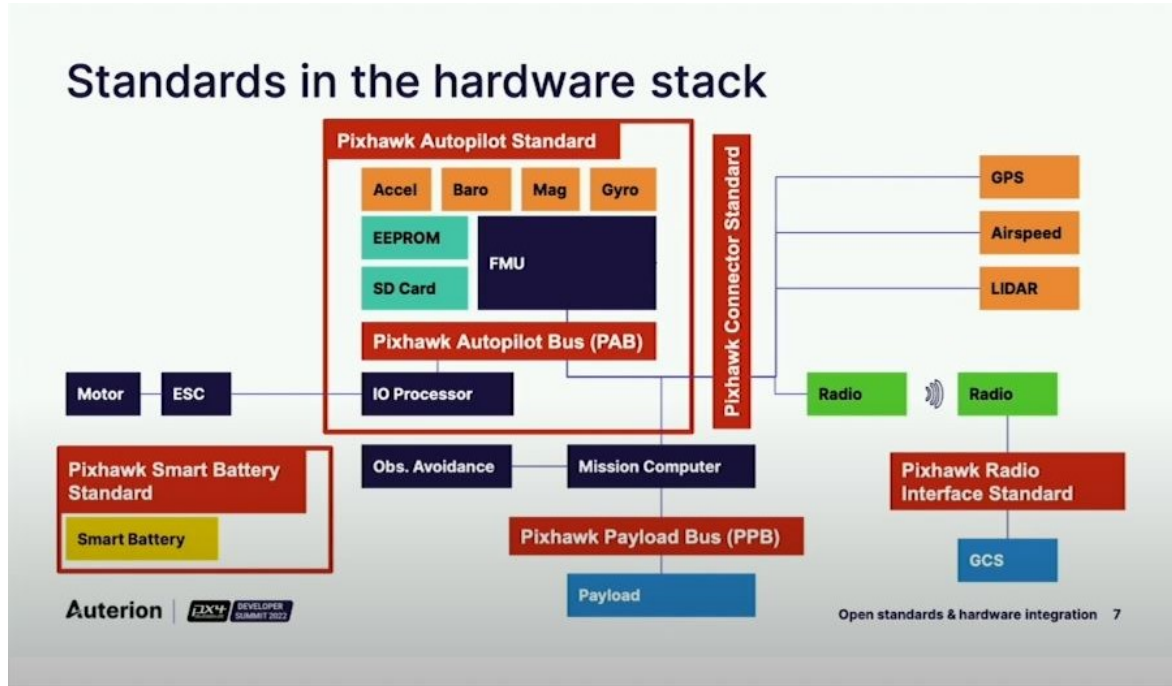 Standards in the hardware stack
Pixhawk Autopilot Standard
Accel
Baro
Mag
Gyro
EEPROM
FMU
SD Card
Pixhawk Autopilot Bus (PAB)
IO Processor
Motor
ESC
Pixhawk Connector Standard
GPS
Airspeed
LIDAR
Radio
Radio
Pixhawk Smart Battery
Standard
Smart Battery
Obs. Avoidance
Mission Computer
Pixhawk Payload Bus (PPB)
Payload
Pixhawk Radio
Interface Standard
GCS
Auterion
PX4
DEVELOPER
SUMMIT 2022
Open standards & hardware integration 7